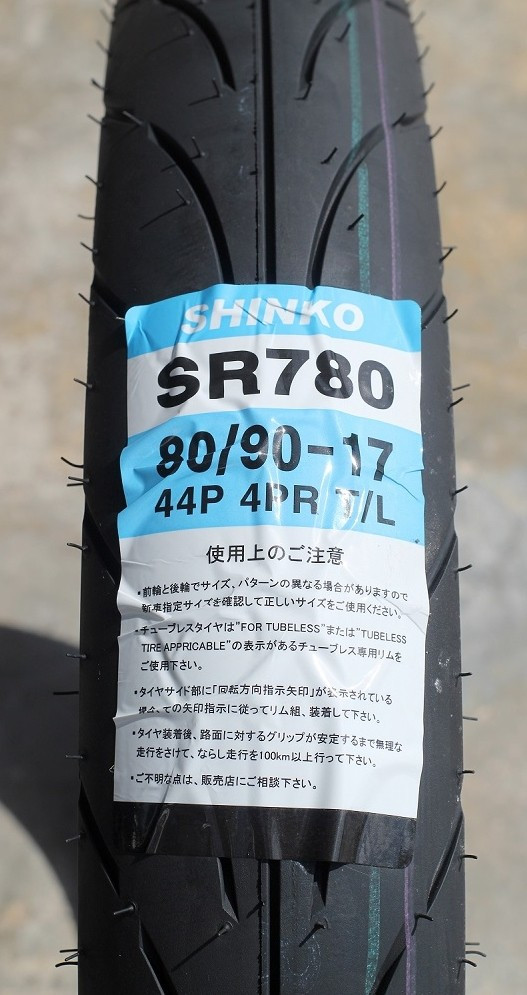 SHINKO
SR780
80/90-17
44P 4PR T/L
使用上のご注意
・前輪と後輪でサイズ、パターンの異なる場合がありますので
新車指定サイズを確認して正しいサイズをご使用ください。
・チューブレスタイヤは"FOR TUBELESS"または"TUBELESS
TIRE APPRICABLE"の表示があるチューブレス専用リムを
ご使用下さい。
・タイヤサイド部に「回転方向指示矢印」が表示されている
場合、その矢印指示に従ってリム組、装着して下さい。
・タイヤ装着後、路面に対するグリップが安定するまで無理な
走行をさけて、ならし走行を100km以上行って下さい。
・ご不明な点は、販売店にご相談下さい。